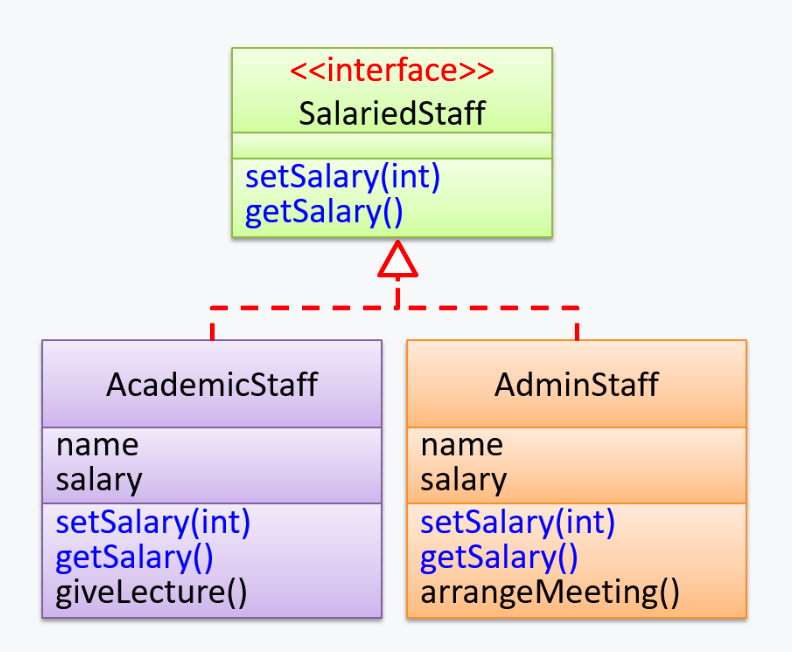 <<interface>>
SalariedStaff
setSalary(int)
getSalary()
AcademicStaff
name
salary
setSalary(int)
getSalary()
giveLecture()
AdminStaff
name
salary
setSalary(int)
getSalary()
arrangeMeeting()